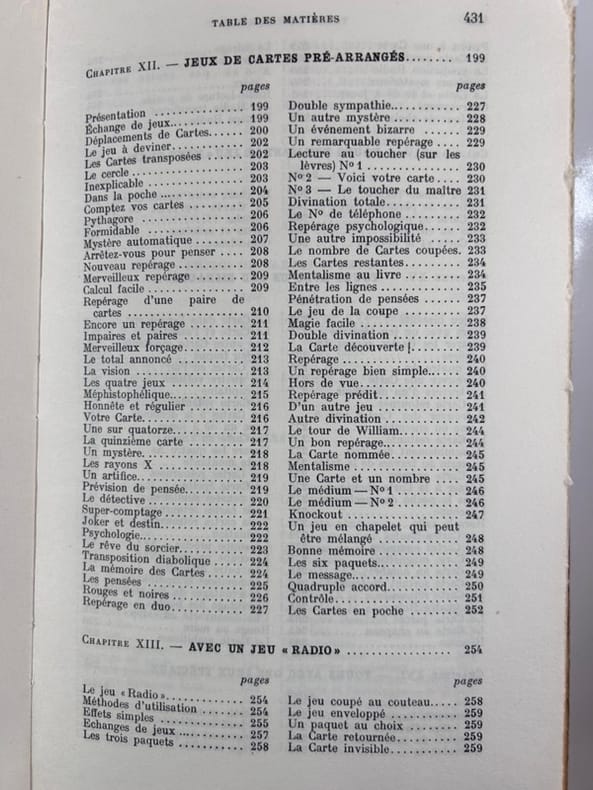 TABLE DES MATIÈRES 431
CHAPITRE XII. — JEUX DE CARTES PRÉ-ARRANGÉS........ 199
pages
Présentation .............. 199
Échange de jeux............. 199
Déplacements de Cartes...... 200
Le jeu à deviner............ 202
Les Cartes transposées ...... 202
Le cercle ................. 203
Inexplicable .............. 203
Dans la poche .............. 204
Comptez vos cartes ......... 205
Pythagore ................ 206
Formidable ............... 206
Mystère automatique ........ 207
Arrêtez-vous pour penser .... 208
Nouveau repérage ........... 208
Merveilleux repérage ........ 209
Calcul facile ............... 209
Repérage d'une paire de
cartes .................. 210
Encore un repérage ......... 211
Impaires et paires .......... 211
Merveilleux forçage......... 212
Le total annoncé ........... 213
La vision ................. 213
Les quatre jeux ............ 214
Méphistophélique........... 215
Honnête et régulier ......... 216
Votre Carte................ 216
Une sur quatorze........... 217
La quinzième carte ......... 217
Un mystère................ 218
Les rayons X .............. 218
Un artifice................. 219
Prévision de pensée......... 219
Le détective ............... 220
Super-comptage ............ 221
Joker et destin............. 222
Psychologie................ 222
Le rêve du sorcier........... 223
Transposition diabolique ..... 224
La mémoire des Cartes ...... 224
Les pensées ............... 225
Rouges et noires ........... 226
Repérage en duo............ 227
pages
Double sympathie........... 227
Un autre mystère ........... 228
Un événement bizarre ...... 229
Un remarquable repérage .... 229
Lecture au toucher (sur les
lèvres) Nº 1 .............. 230
Nº 2 — Voici votre carte .... 230
Nº 3 — Le toucher du maître 231
Divination totale............ 231
Le Nº de téléphone ......... 232
Repérage psychologique...... 232
Une autre impossibilité ..... 233
Le nombre de Cartes coupées. 233
Les Cartes restantes......... 234
Mentalisme au livre ......... 234
Entre les lignes ............ 235
Pénétration de pensées ...... 237
Le jeu de la coupe .......... 237
Magie facile ................ 238
Double divination ........... 239
La Carte découverte !........ 239
Repérage .................. 240
Un repérage bien simple...... 240
Hors de vue................ 240
Repérage prédit............. 241
D'un autre jeu ............. 241
Autre divination ............ 242
Le tour de William.......... 244
Un bon repérage............ 244
La Carte nommée........... 245
Mentalisme ................ 245
Une Carte et un nombre .... 245
Le médium — Nº 1 ......... 246
Le médium — Nº 2 ......... 246
Knockout .................. 247
Un jeu en chapelet qui peut
être mélangé ............. 248
Bonne mémoire ............ 248
Les six paquets............. 249
Le message................. 249
Quadruple accord........... 250
Contrôle................... 251
Les Cartes en poche ........ 252
CHAPITRE XIII. — AVEC UN JEU « RADIO » ................ 254
pages
Le jeu « Radio »............. 254
Méthodes d'utilisation ....... 254
Effets simples .............. 255
Echanges de jeux ........... 257
Les trois paquets ........... 258
pages
Le jeu coupé au couteau..... 258
Le jeu enveloppé ........... 259
Un paquet au choix ......... 259
La Carte retournée.......... 259
La Carte invisible........... 259